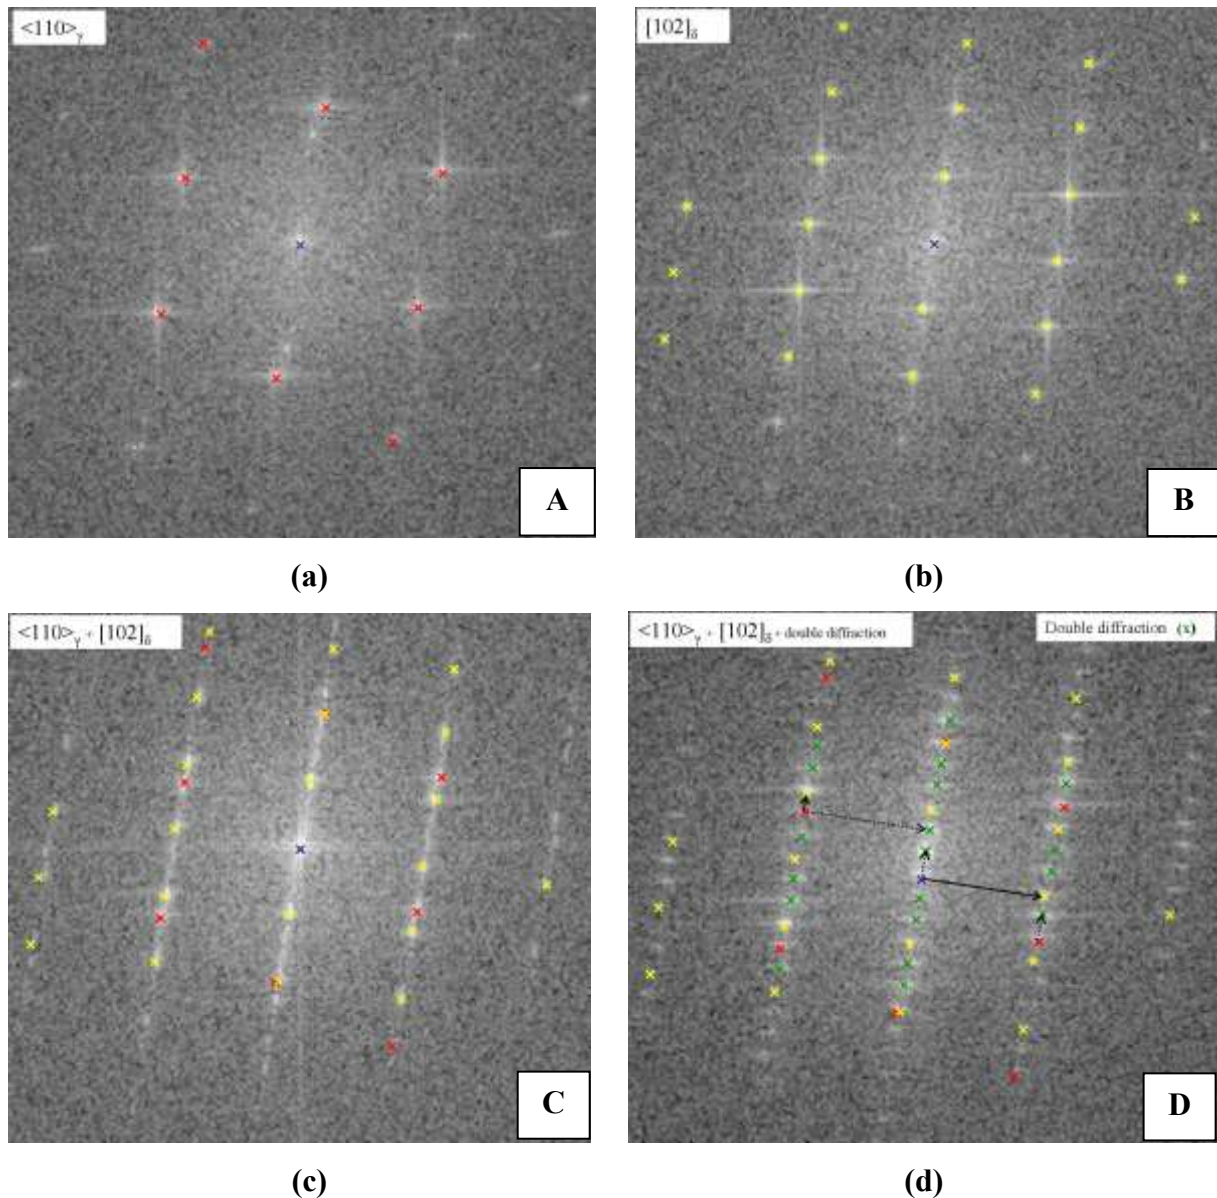 <110>γ
[102]δ
A
B
(a)
(b)
<110>γ + [102]δ
<110>γ + [102]δ + double diffraction
Double diffraction (x)
C
D
(c)
(d)